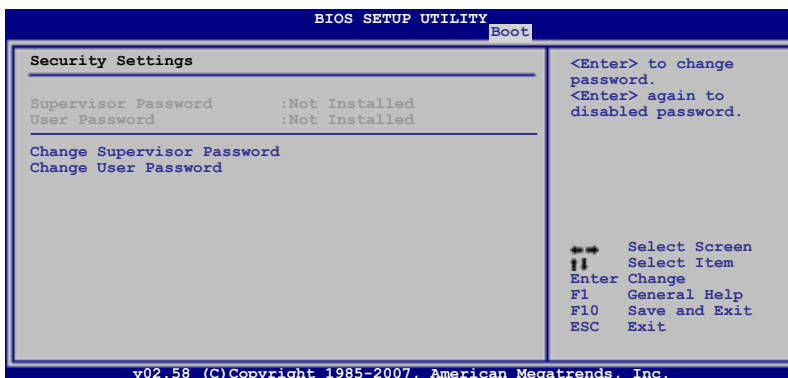 BIOS SETUP UTILITY
Boot
Security Settings
Supervisor Password :Not Installed
User Password :Not Installed
Change Supervisor Password
Change User Password
<Enter> to change
password.
<Enter> again to
disabled password.
Select Screen
Select Item
Enter Change
F1 General Help
F10 Save and Exit
ESC Exit
v02.58 (C)Copyright 1985-2007, American Megatrends, Inc.